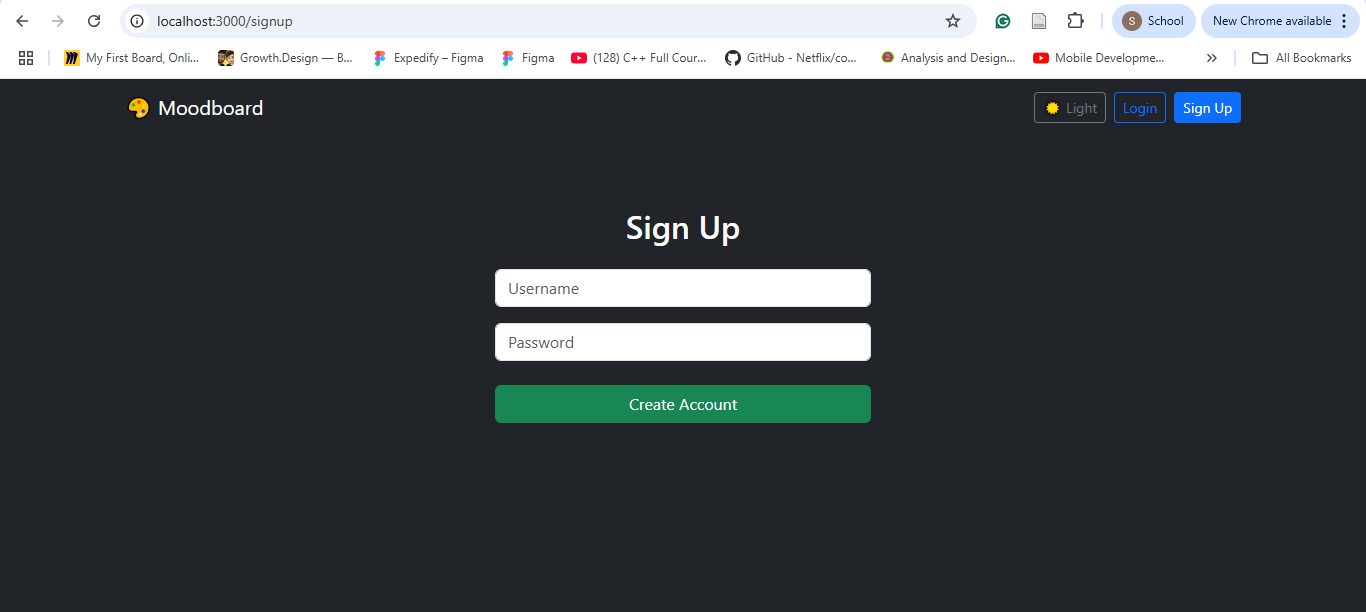 localhost:3000/signup
S School
New Chrome available
My First Board, Onli...
Growth.Design — B...
Expedify – Figma
Figma
(128) C++ Full Cour...
GitHub - Netflix/co...
Analysis and Design...
Mobile Developme...
All Bookmarks
Moodboard
Light
Login
Sign Up
Sign Up
Username
Password
Create Account